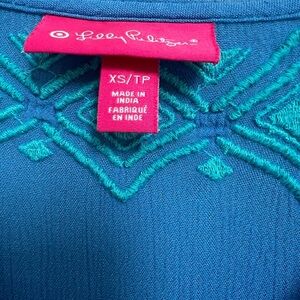 Lilly Pulitzer
XS/TP
MADE IN
INDIA
FABRIQUÉ
EN INDE